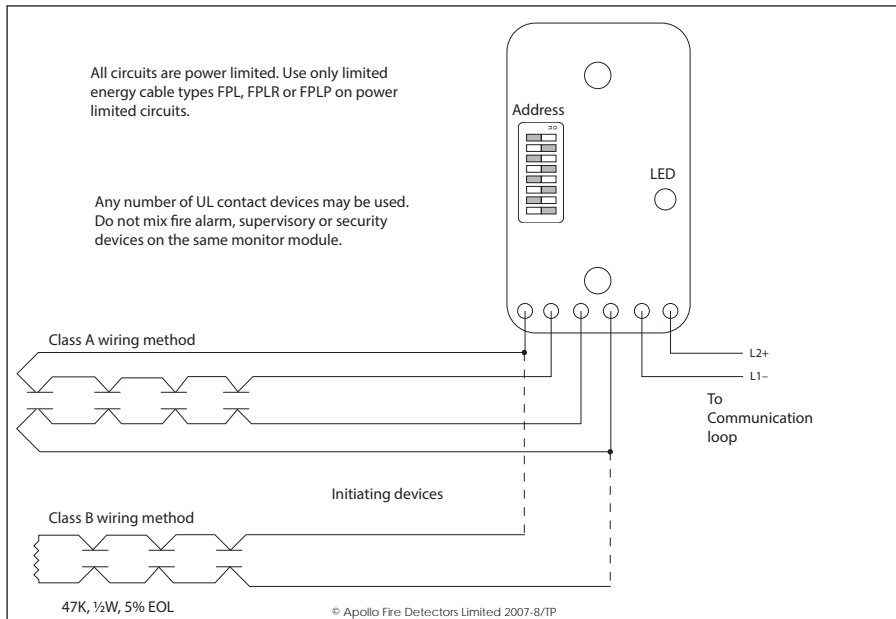 All circuits are power limited. Use only limited
energy cable types FPL, FPLR or FPLP on power
limited circuits.
Address
ON
Any number of UL contact devices may be used.
Do not mix fire alarm, supervisory or security
devices on the same monitor module.
LED
Class A wiring method
L2+
L1–
To
Communication
loop
Initiating devices
Class B wiring method
47K, ½W, 5% EOL
© Apollo Fire Detectors Limited 2007-8/TP